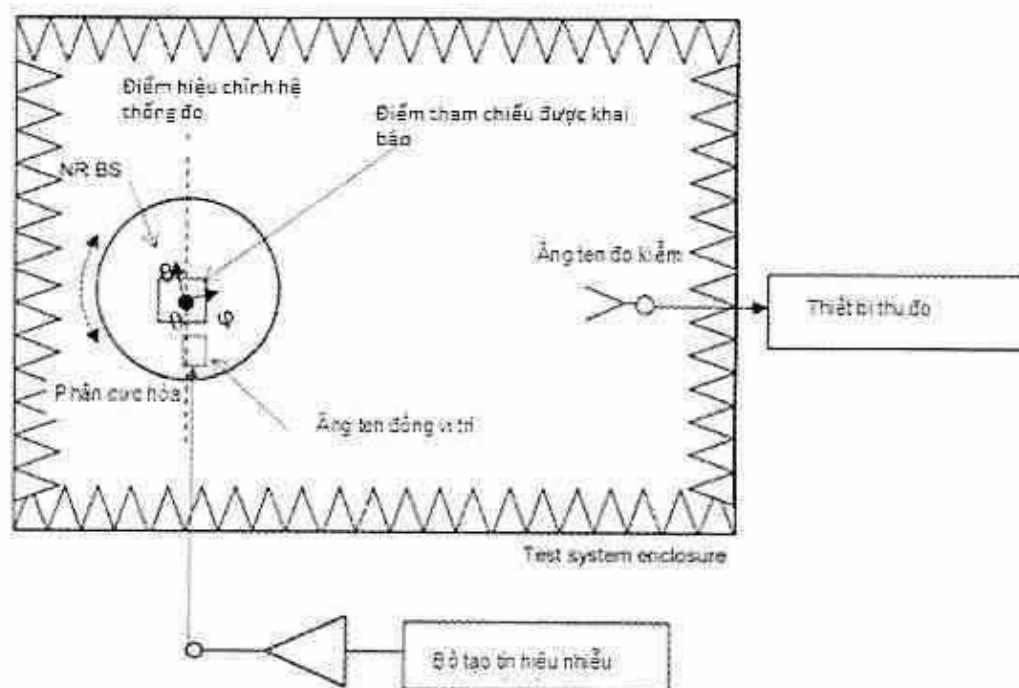 Điểm hiệu chỉnh hệ
thống đo
Điểm tham chiếu được khai
báo
NR BS
Ăng ten đo kiểm
Thiết bị thu đo
θ
φ
Phân cực hóa
Ăng ten đồng vị trí
Test system enclosure
Bộ tạo tín hiệu nhiễu